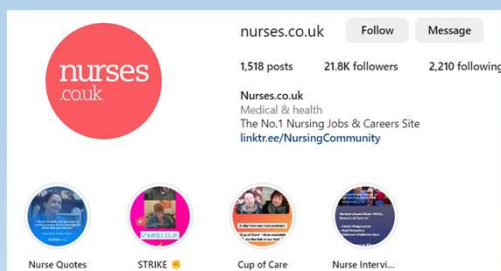 nurses
.co.uk
nurses.co.uk Follow Message
1,518 posts 21.8K followers 2,210 following
Nurses.co.uk
Medical & health
The No.1 Nursing Jobs & Careers Site
linktr.ee/NursingCommunity
Nurse Quotes STRIKE ✊ Cup of Care Nurse Intervi...